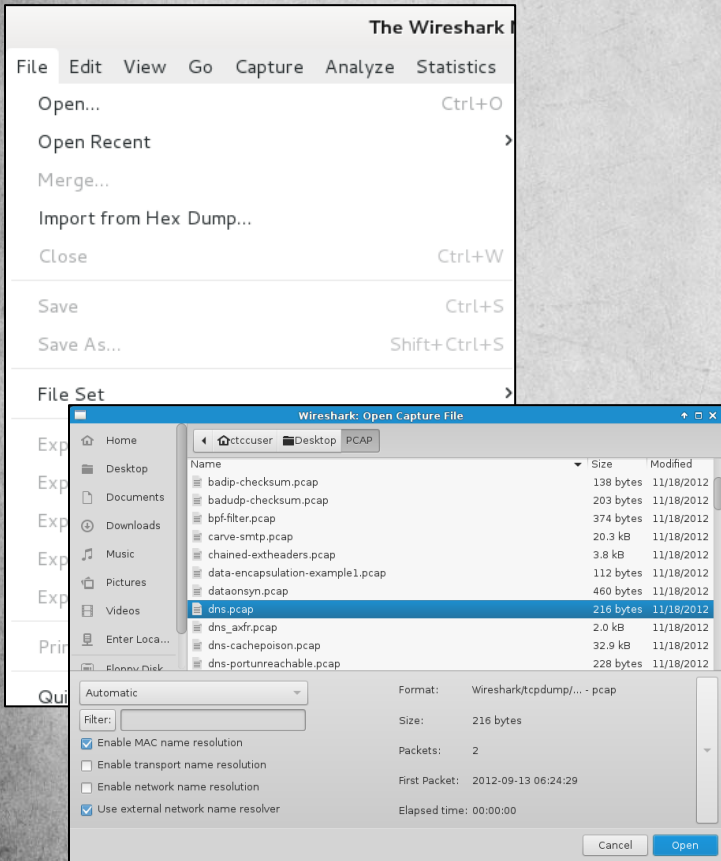 The Wireshark
File Edit View Go Capture Analyze Statistics
Open... Ctrl+O
Open Recent
Merge...
Import from Hex Dump...
Close Ctrl+W
Save Ctrl+S
Save As... Shift+Ctrl+S
File Set
Exp
Exp
Exp
Exp
Exp
Prin
Qui
Wireshark: Open Capture File
Home
Desktop
Documents
Downloads
Music
Pictures
Videos
Enter Loca...
Floppy Disk
ctccuser Desktop PCAP
Name Size Modified
badip-checksum.pcap 138 bytes 11/18/2012
badudp-checksum.pcap 203 bytes 11/18/2012
bpf-filter.pcap 374 bytes 11/18/2012
carve-smtp.pcap 20.3 kB 11/18/2012
chained-extheaders.pcap 3.8 kB 11/18/2012
data-encapsulation-example1.pcap 112 bytes 11/18/2012
dataonsyn.pcap 460 bytes 11/18/2012
dns.pcap 216 bytes 11/18/2012
dns_axfr.pcap 2.0 kB 11/18/2012
dns-cachepoison.pcap 32.9 kB 11/18/2012
dns-portunreachable.pcap 228 bytes 11/18/2012
Automatic
Filter:
Enable MAC name resolution
Enable transport name resolution
Enable network name resolution
Use external network name resolver
Format: Wireshark/tcpdump/... - pcap
Size: 216 bytes
Packets: 2
First Packet: 2012-09-13 06:24:29
Elapsed time: 00:00:00
Cancel Open